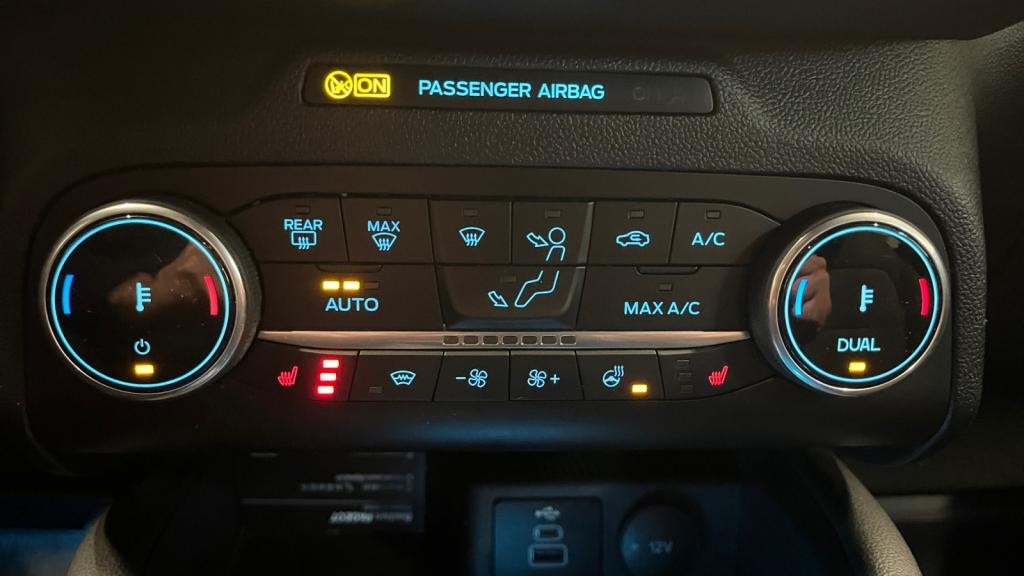 ON PASSENGER AIRBAG
REAR MAX A/C
AUTO MAX A/C
DUAL
- +
12V